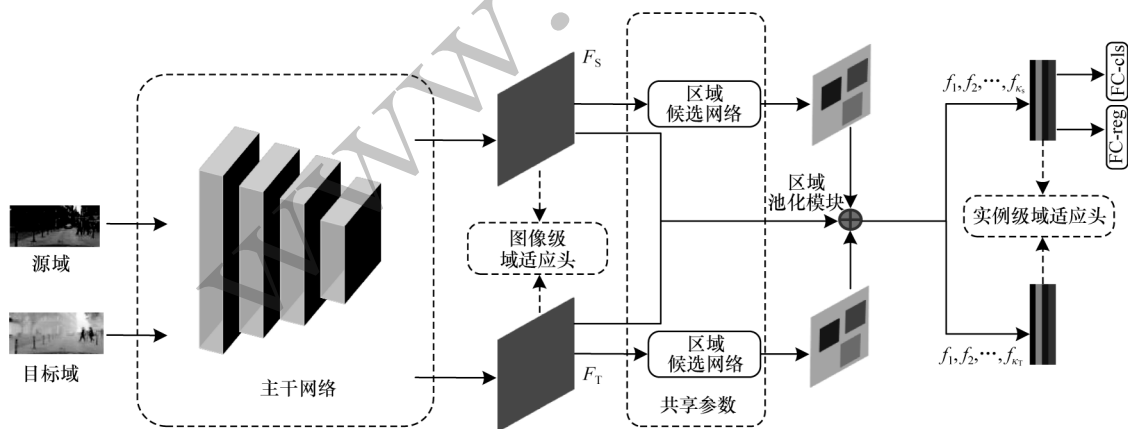 源域
目标域
主干网络
F_S
F_T
图像级
域适应头
区域
候选网络
区域
候选网络
共享参数
区域
池化模块
f_1, f_2, ···, f_{K_S}
f_1, f_2, ···, f_{K_T}
FC-cls
FC-reg
实例级域适应头
www.